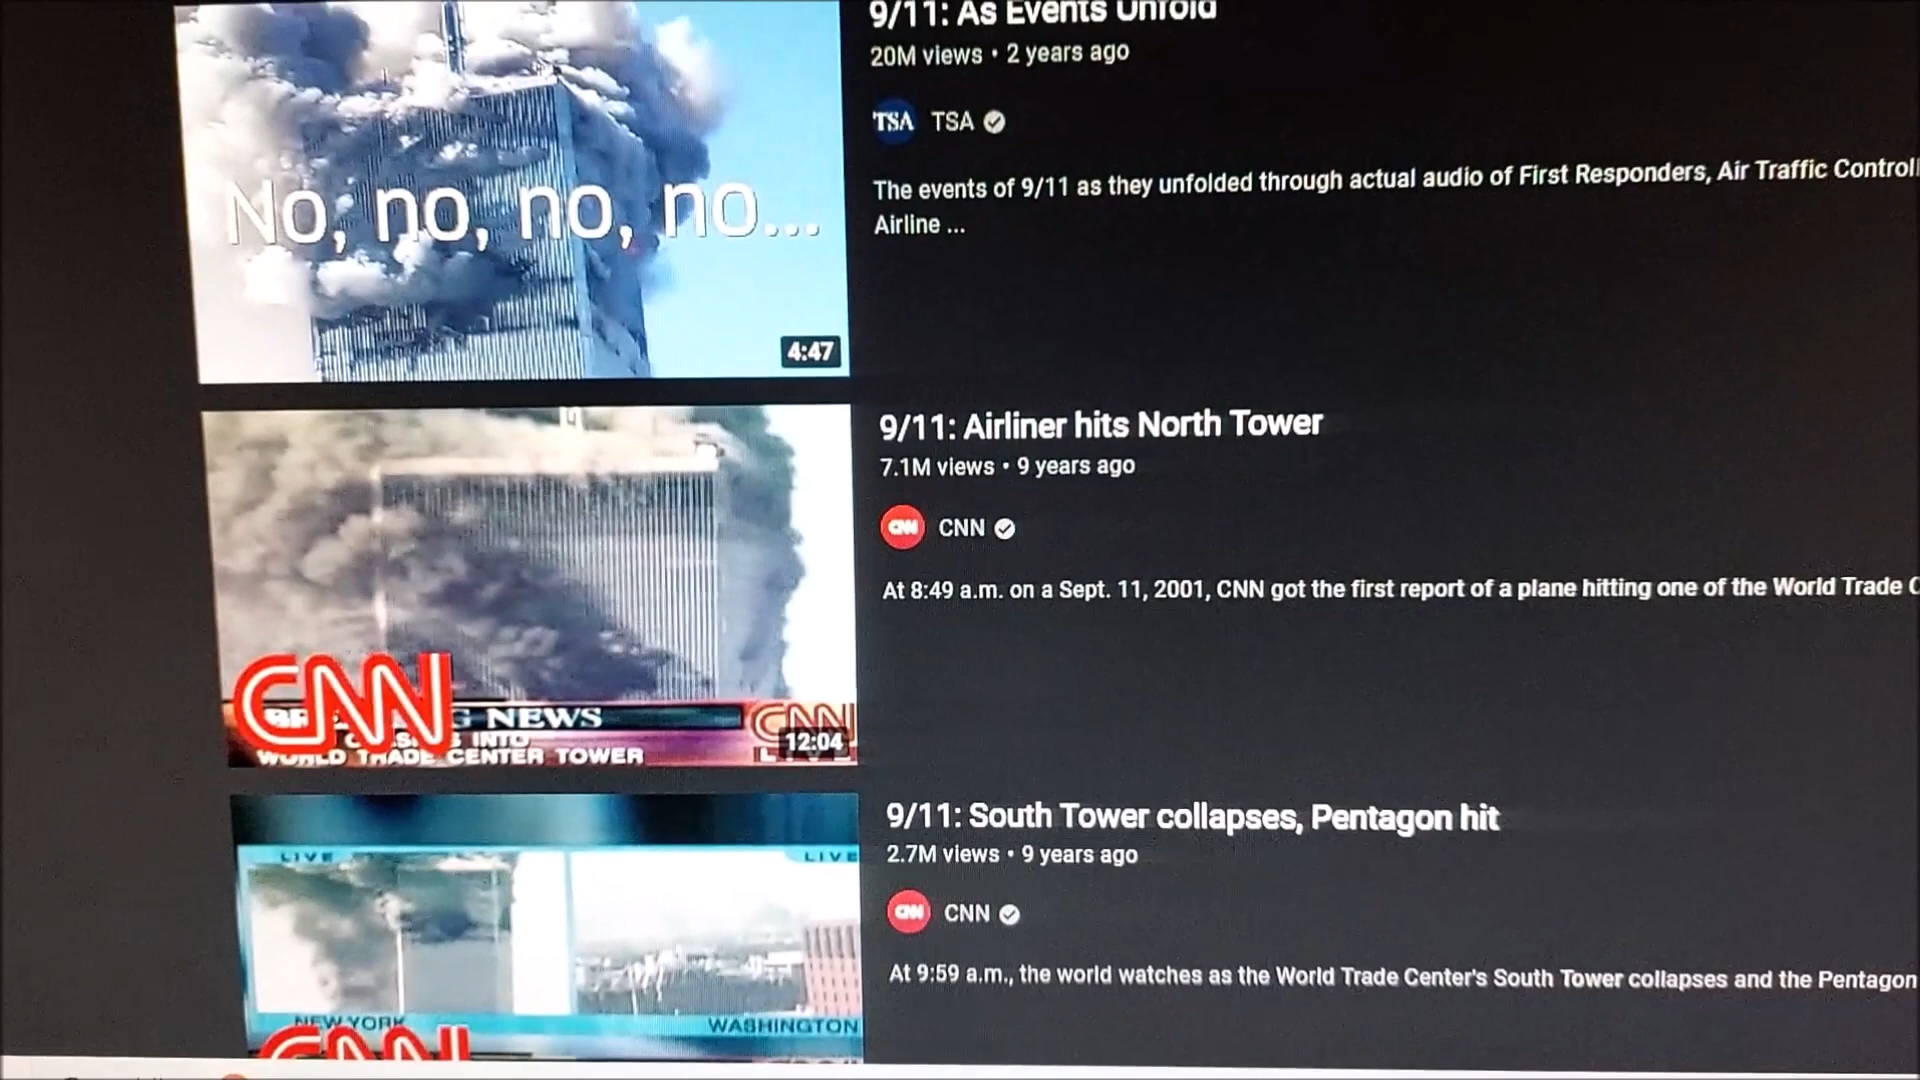 9/11: As Events Unfold
20M views • 2 years ago
TSA TSA
The events of 9/11 as they unfolded through actual audio of First Responders, Air Traffic Controll
Airline ...
No, no, no, no...
4:47
9/11: Airliner hits North Tower
7.1M views • 9 years ago
CNN CNN
At 8:49 a.m. on a Sept. 11, 2001, CNN got the first report of a plane hitting one of the World Trade C
CNN
NEWS
CNN
INTO
12:04
WORLD TRADE CENTER TOWER
9/11: South Tower collapses, Pentagon hit
2.7M views • 9 years ago
CNN CNN
At 9:59 a.m., the world watches as the World Trade Center's South Tower collapses and the Pentagon
LIVE LIVE
NEW YORK
WASHINGTON
CNN